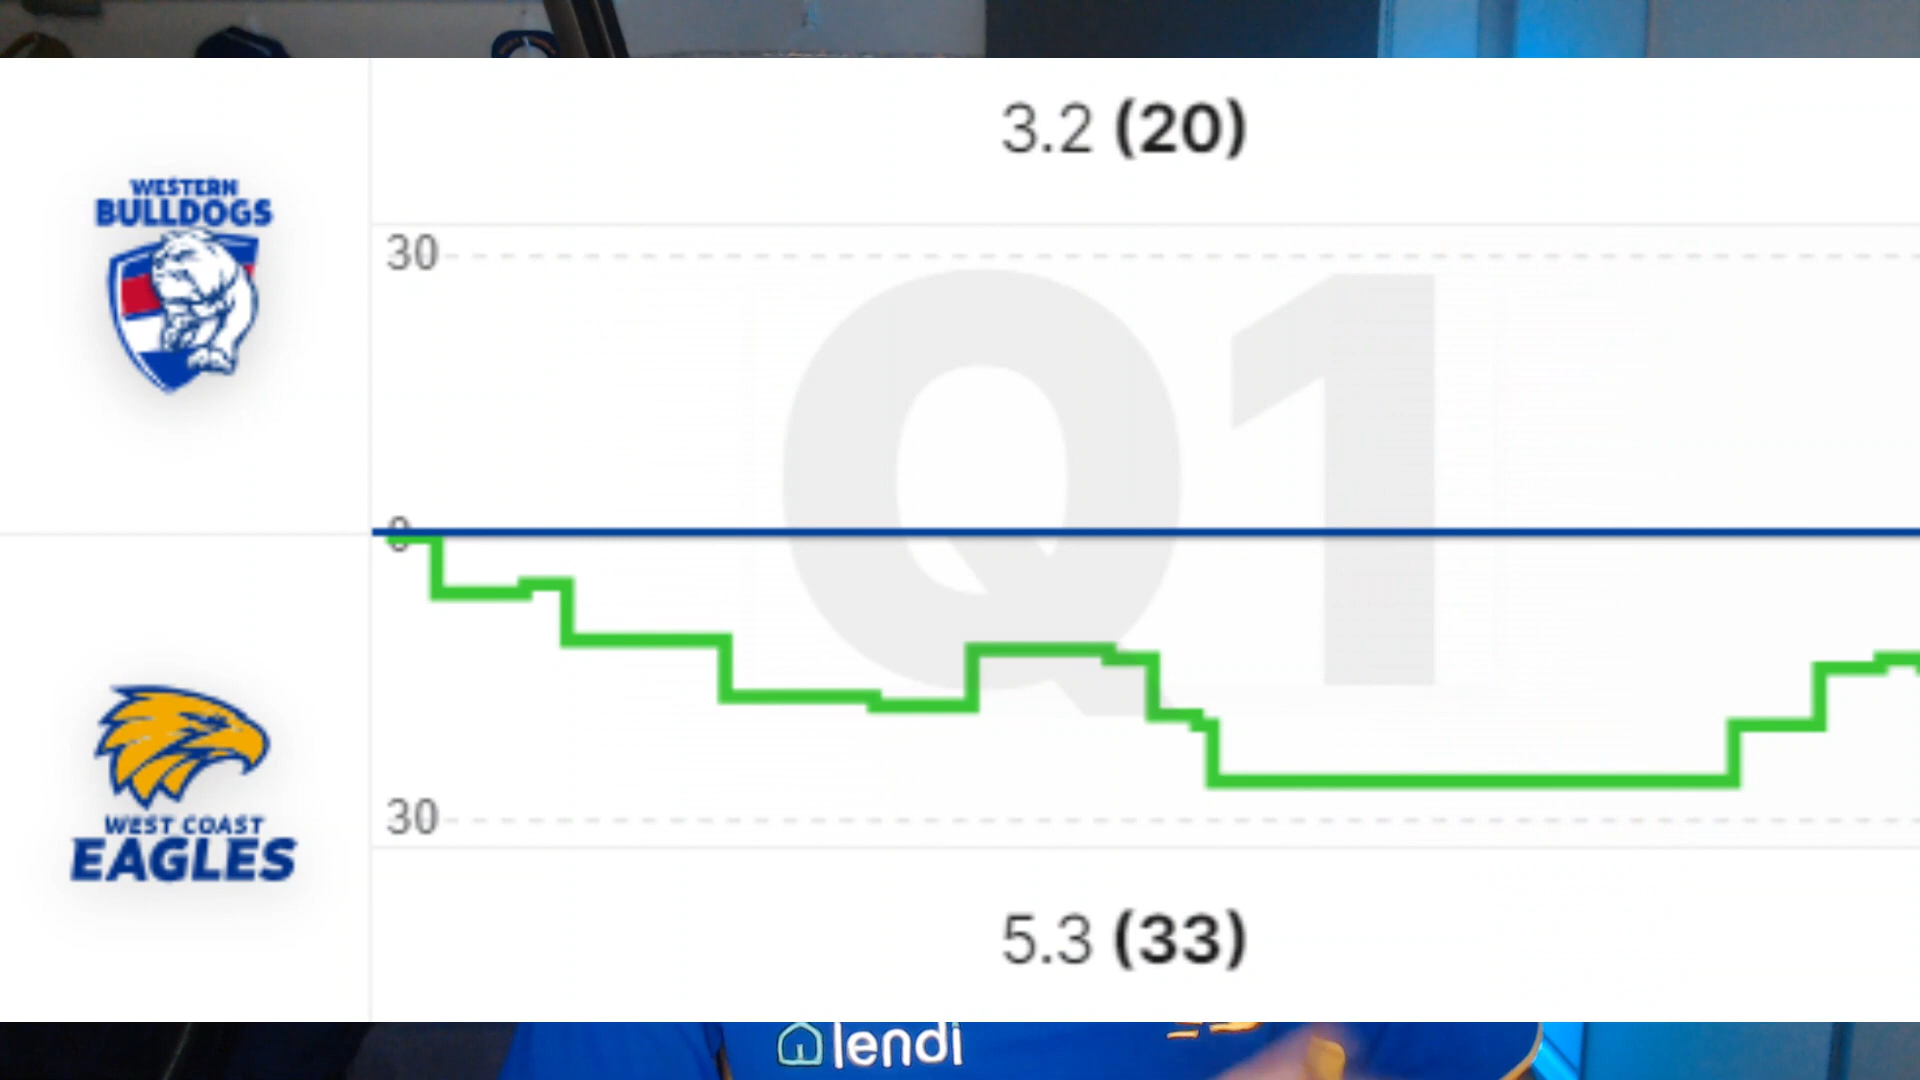 3.2 (20)
WESTERN
BULLDOGS
30
Q1
0
30
WEST COAST
EAGLES
5.3 (33)
lendi